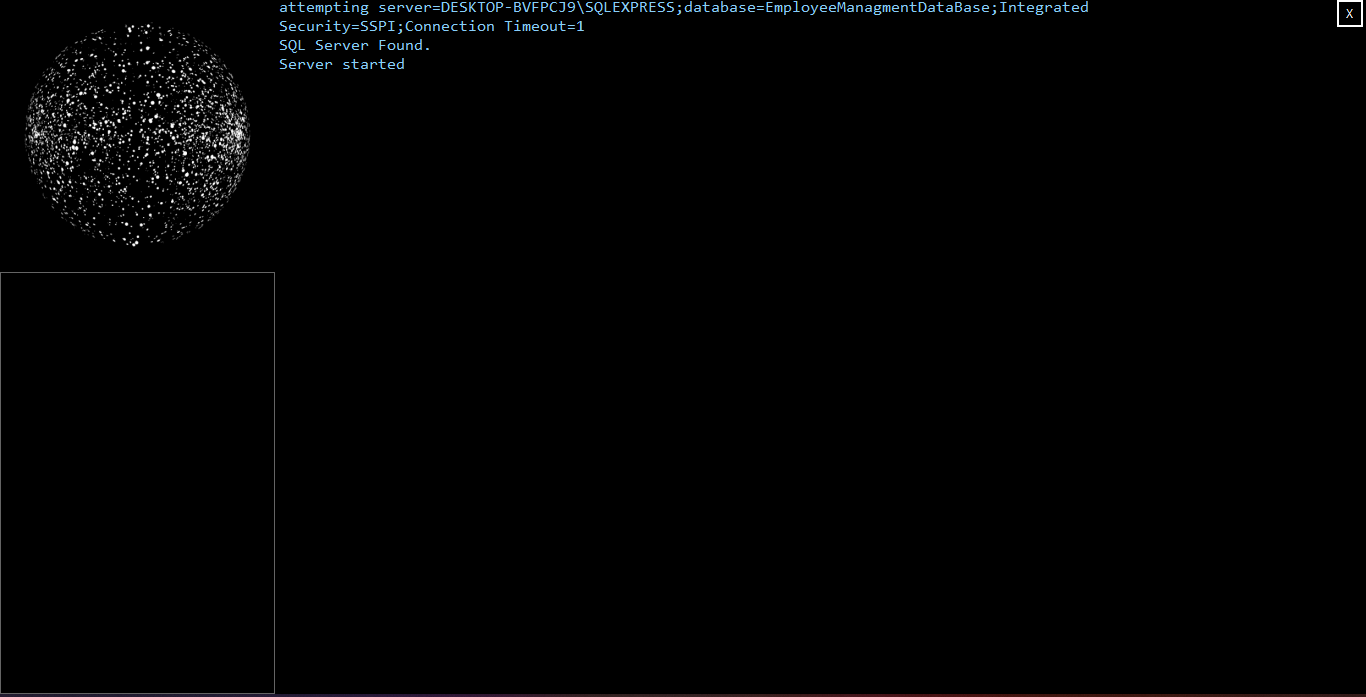 attempting server=DESKTOP-BVFPCJ9\SQLEXPRESS;database=EmployeeManagmentDataBase;Integrated
Security=SSPI;Connection Timeout=1
SQL Server Found.
Server started
X